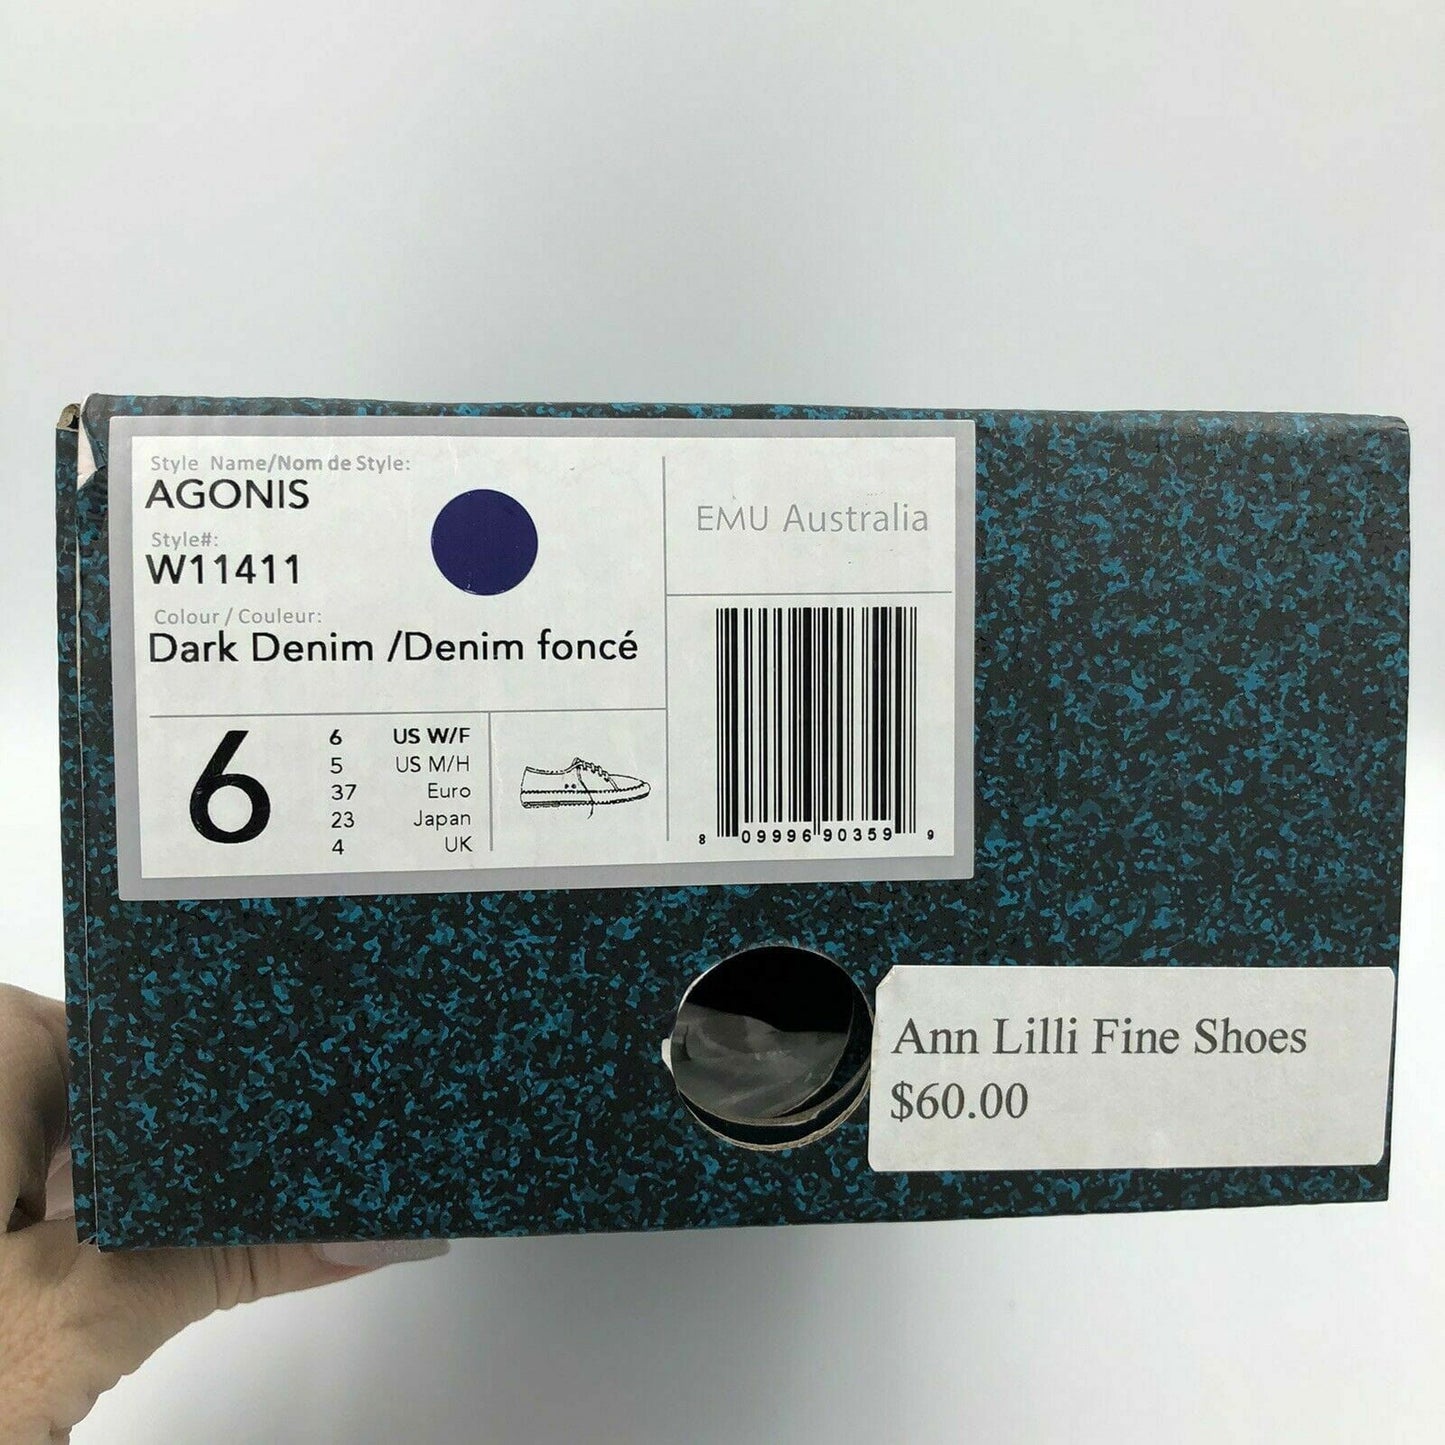 Style Name/Nom de Style:
AGONIS
Style#:
W11411
Colour / Couleur:
Dark Denim /Denim foncé
6
6 US W/F
5 US M/H
37 Euro
23 Japan
4 UK
EMU Australia
8 09996 90359 9
Ann Lilli Fine Shoes
$60.00